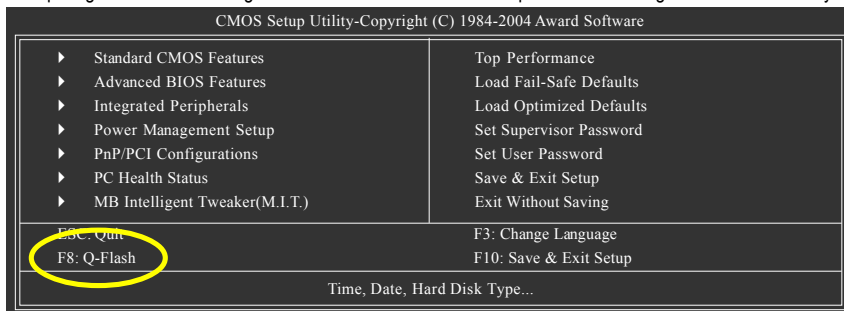 CMOS Setup Utility-Copyright (C) 1984-2004 Award Software
Standard CMOS Features
Advanced BIOS Features
Integrated Peripherals
Power Management Setup
PnP/PCI Configurations
PC Health Status
MB Intelligent Tweaker(M.I.T.)
Top Performance
Load Fail-Safe Defaults
Load Optimized Defaults
Set Supervisor Password
Set User Password
Save & Exit Setup
Exit Without Saving
ESC: Quit
F8: Q-Flash
F3: Change Language
F10: Save & Exit Setup
Time, Date, Hard Disk Type...